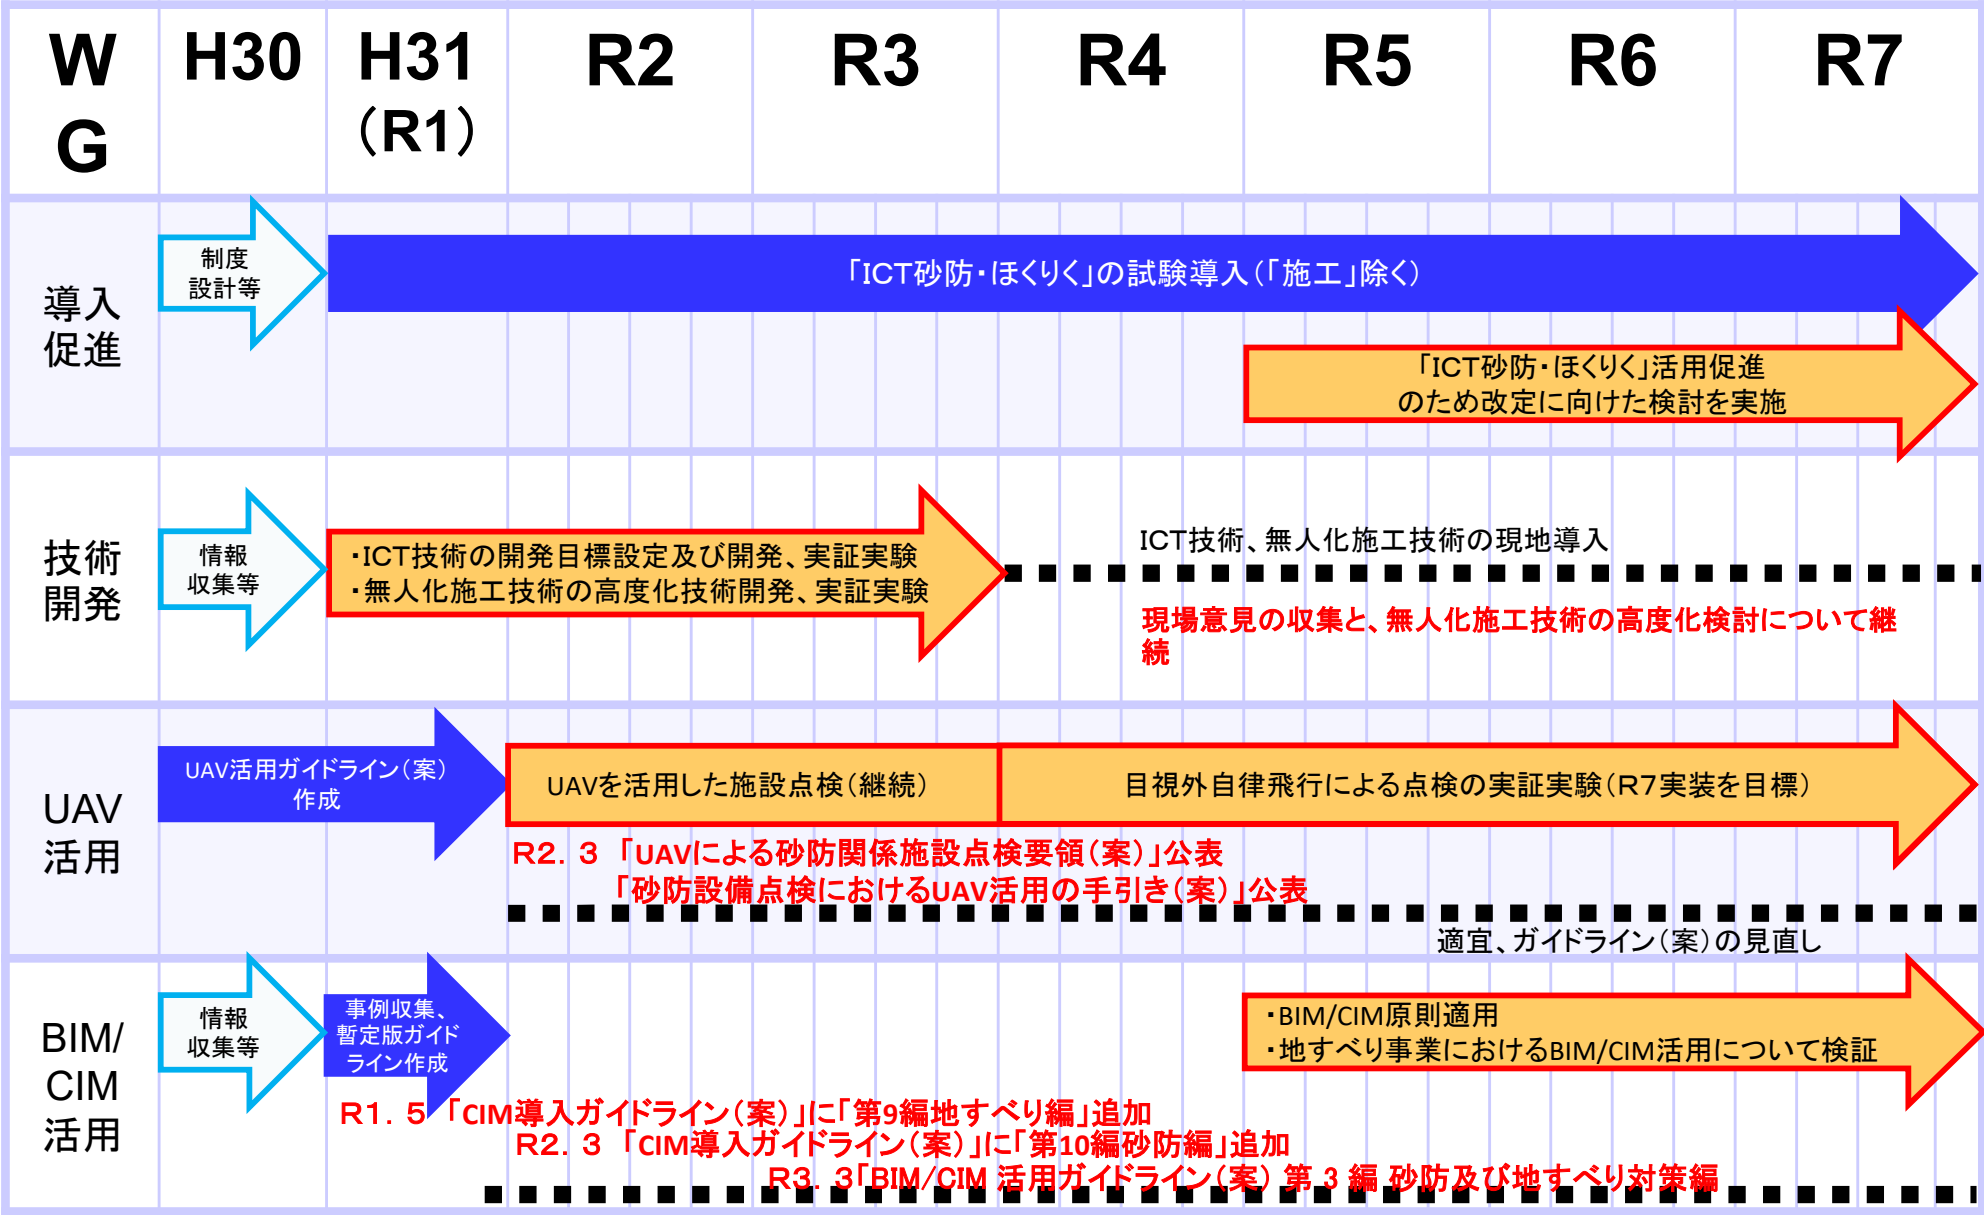 W
G
H30
H31
（R1）
R2
R3
R4
R5
R6
R7
導入
促進
制度
設計等
「ICT砂防・ほくりく」の試験導入（「施工」除く）
「ICT砂防・ほくりく」活用促進
のため改定に向けた検討を実施
技術
開発
情報
収集等
・ICT技術の開発目標設定及び開発、実証実験
・無人化施工技術の高度化技術開発、実証実験
ICT技術、無人化施工技術の現地導入
現場意見の収集と、無人化施工技術の高度化検討について継
続
UAV
活用
UAV活用ガイドライン（案）
作成
UAVを活用した施設点検（継続）
目視外自律飛行による点検の実証実験（R7実装を目標）
R2．3 「UAVによる砂防関係施設点検要領（案）」公表
「砂防設備点検におけるUAV活用の手引き（案）」公表
適宜、ガイドライン（案）の見直し
BIM/
CIM
活用
情報
収集等
事例収集、
暫定版ガイド
ライン作成
・BIM/CIM原則適用
・地すべり事業におけるBIM/CIM活用について検証
R1．5 「CIM導入ガイドライン（案）」に「第9編地すべり編」追加
R2．3 「CIM導入ガイドライン（案）」に「第10編砂防編」追加
R3．3「BIM/CIM 活用ガイドライン（案） 第 3 編 砂防及び地すべり対策編